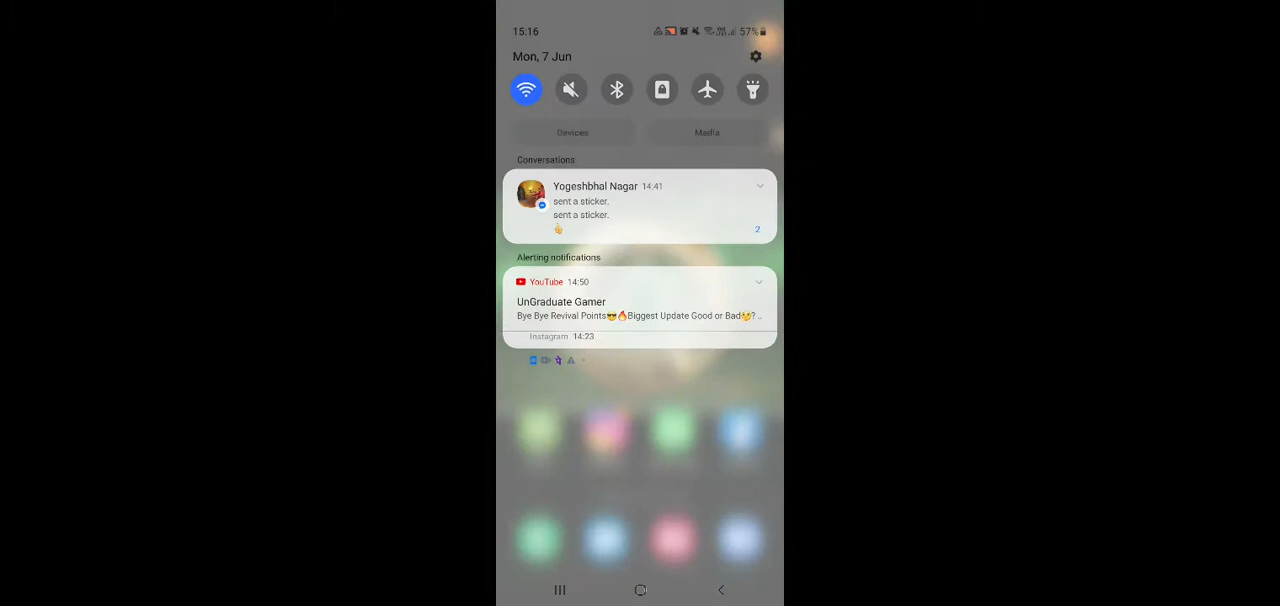 15:16
57%
Mon, 7 Jun
Devices
Media
Conversations
Yogeshbhal Nagar 14:41
sent a sticker.
sent a sticker.
2
Alerting notifications
YouTube 14:50
UnGraduate Gamer
Bye Bye Revival Points😎🔥Biggest Update Good or Bad🤔? ..
Instagram 14:23